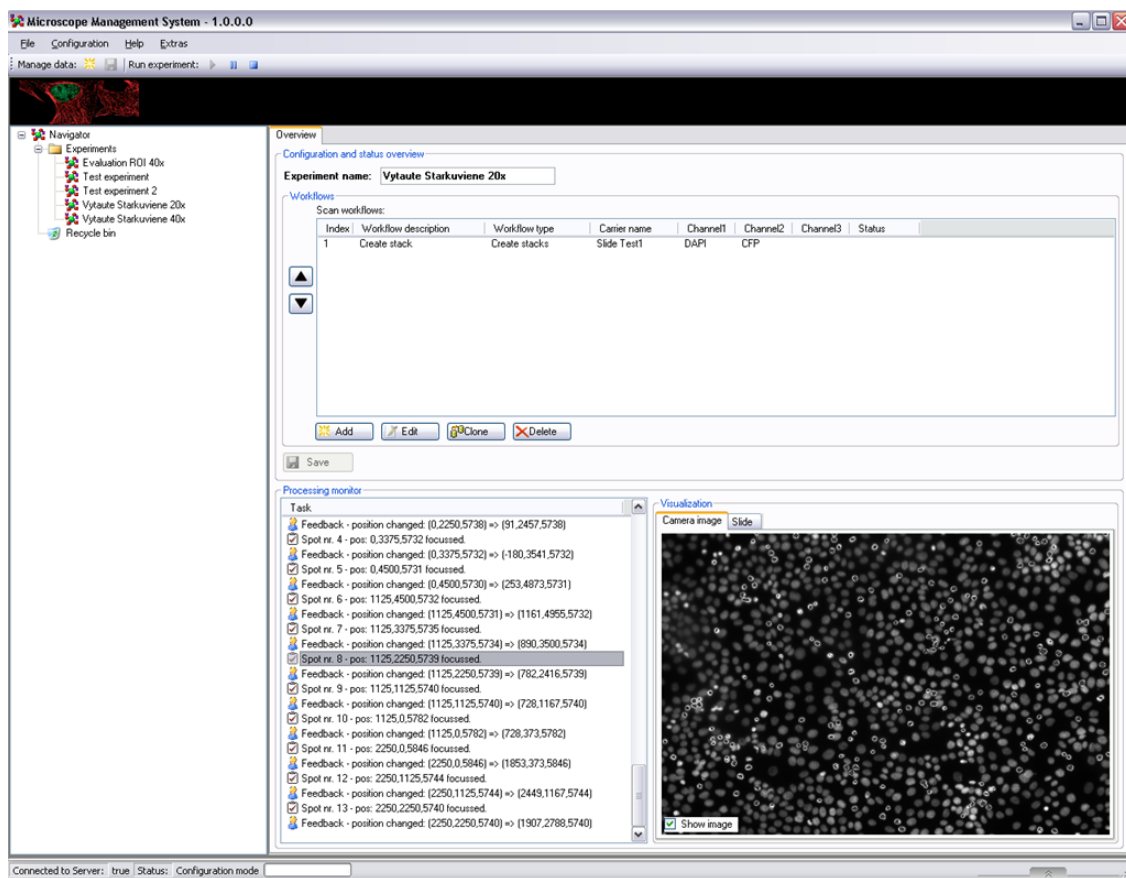 Microscope Management System - 1.0.0.0
File Configuration Help Extras
Manage data: Run experiment:
Navigator
Experiments
Evaluation ROI 40x
Test experiment
Test experiment 2
Vytaute Starkuviene 20x
Vytaute Starkuviene 40x
Recycle bin
Overview
Configuration and status overview
Experiment name: Vytaute Starkuviene 20x
Workflows
Scan workflows:
Index Workflow description Workflow type Carrier name Channel1 Channel2 Channel3 Status
1 Create stack Create stacks Slide Test1 DAPI CFP
Add Edit Clone Delete
Save
Processing monitor
Task
Feedback - position changed: (0,2250,5738) => (91,2457,5738)
Spot nr. 4 - pos: 0,3375,5732 focussed.
Feedback - position changed: (0,3375,5732) => (-180,3541,5732)
Spot nr. 5 - pos: 0,4500,5731 focussed.
Feedback - position changed: (0,4500,5730) => (253,4873,5731)
Spot nr. 6 - pos: 1125,4500,5732 focussed.
Feedback - position changed: (1125,4500,5731) => (1161,4955,5732)
Spot nr. 7 - pos: 1125,3375,5735 focussed.
Feedback - position changed: (1125,3375,5734) => (890,3500,5734)
Spot nr. 8 - pos: 1125,2250,5739 focussed.
Feedback - position changed: (1125,2250,5739) => (782,2416,5739)
Spot nr. 9 - pos: 1125,1125,5740 focussed.
Feedback - position changed: (1125,1125,5740) => (728,1167,5740)
Spot nr. 10 - pos: 1125,0,5782 focussed.
Feedback - position changed: (1125,0,5782) => (728,373,5782)
Spot nr. 11 - pos: 2250,0,5846 focussed.
Feedback - position changed: (2250,0,5846) => (1853,373,5846)
Spot nr. 12 - pos: 2250,1125,5744 focussed.
Feedback - position changed: (2250,1125,5744) => (2449,1167,5744)
Spot nr. 13 - pos: 2250,2250,5740 focussed.
Feedback - position changed: (2250,2250,5740) => (1907,2788,5740)
Visualization
Camera image Slide
Show image
Connected to Server: true Status: Configuration mode